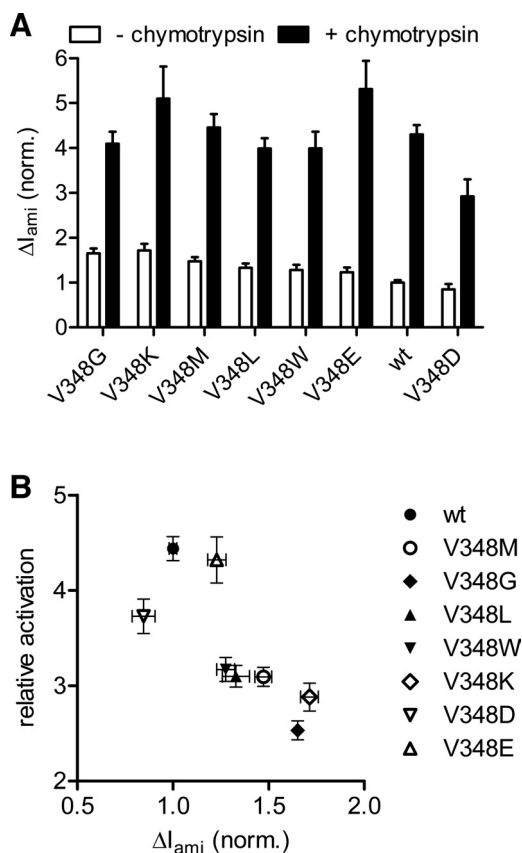 A
- chymotrypsin + chymotrypsin
6
5
4
3
2
1
0
ΔIami (norm.)
V348G V348K V348M V348L V348W V348E wt V348D
B
5
4
3
2
relative activation
0.5 1.0 1.5 2.0
ΔIami (norm.)
wt
V348M
V348G
V348L
V348W
V348K
V348D
V348E